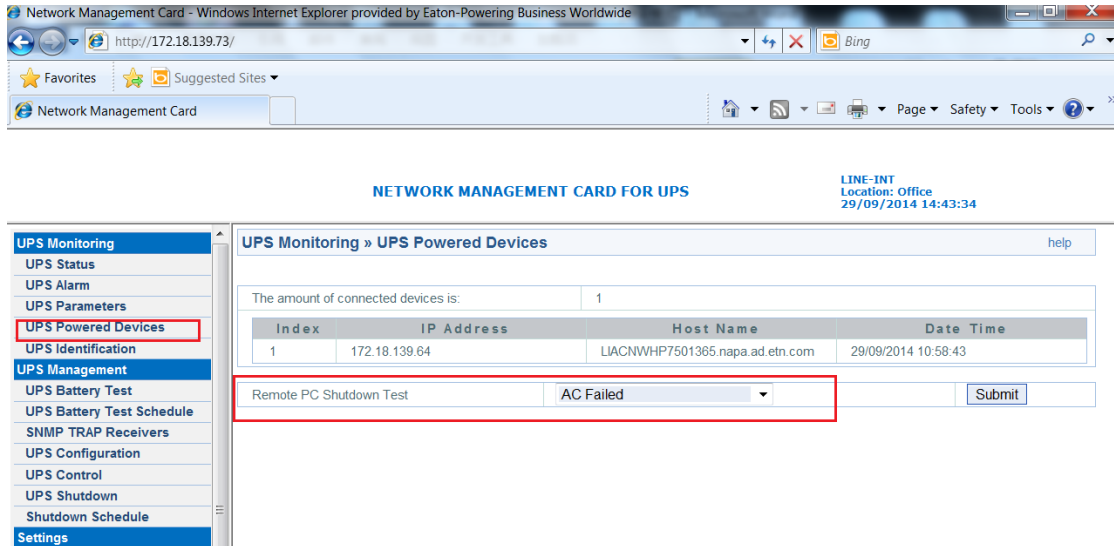 Network Management Card - Windows Internet Explorer provided by Eaton-Powering Business Worldwide
http://172.18.139.73/
Bing
Favorites
Suggested Sites
Network Management Card
Page Safety Tools
NETWORK MANAGEMENT CARD FOR UPS
LINE-INT
Location: Office
29/09/2014 14:43:34
UPS Monitoring
UPS Status
UPS Alarm
UPS Parameters
UPS Powered Devices
UPS Identification
UPS Management
UPS Battery Test
UPS Battery Test Schedule
SNMP TRAP Receivers
UPS Configuration
UPS Control
UPS Shutdown
Shutdown Schedule
Settings
UPS Monitoring » UPS Powered Devices help
The amount of connected devices is: 1
Index IP Address Host Name Date Time
1 172.18.139.64 LIACNWHP7501365.napa.ad.etn.com 29/09/2014 10:58:43
Remote PC Shutdown Test AC Failed Submit